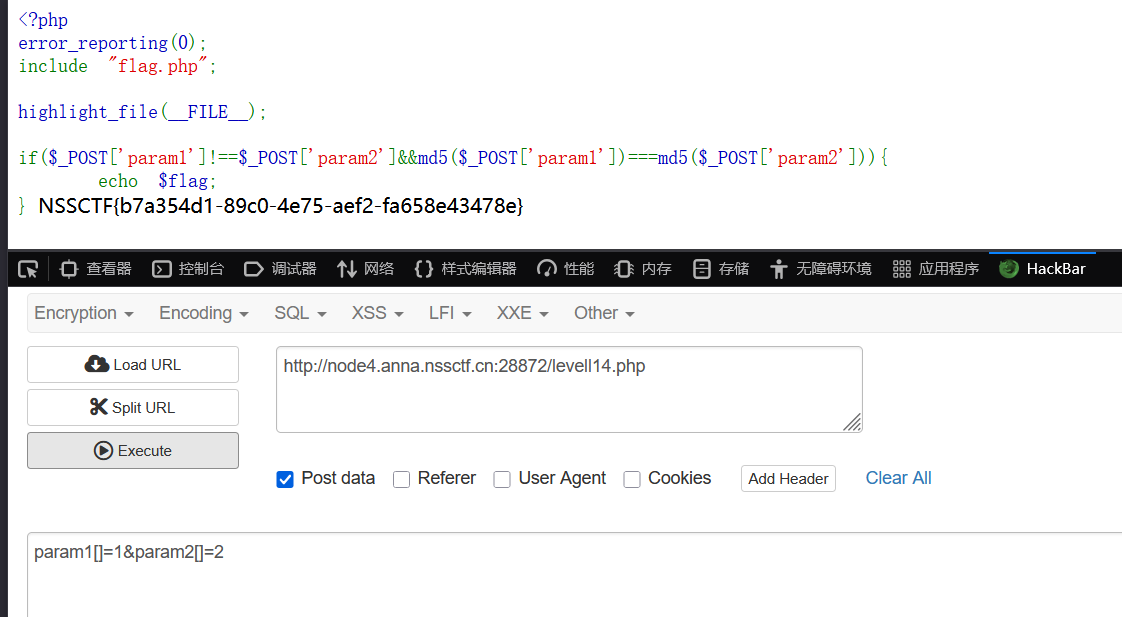 <?php
error_reporting(0);
include "flag.php";
highlight_file(__FILE__);
if($_POST['param1']!==$_POST['param2']&&md5($_POST['param1'])===md5($_POST['param2'])){
echo $flag;
} NSSCTF{b7a354d1-89c0-4e75-aef2-fa658e43478e}
查看器 控制台 调试器 网络 样式编辑器 性能 内存 存储 无障碍环境 应用程序 HackBar
Encryption Encoding SQL XSS LFI XXE Other
Load URL
http://node4.anna.nssctf.cn:28872/levell14.php
Split URL
Execute
Post data Referer User Agent Cookies Add Header Clear All
param1[]=1&param2[]=2